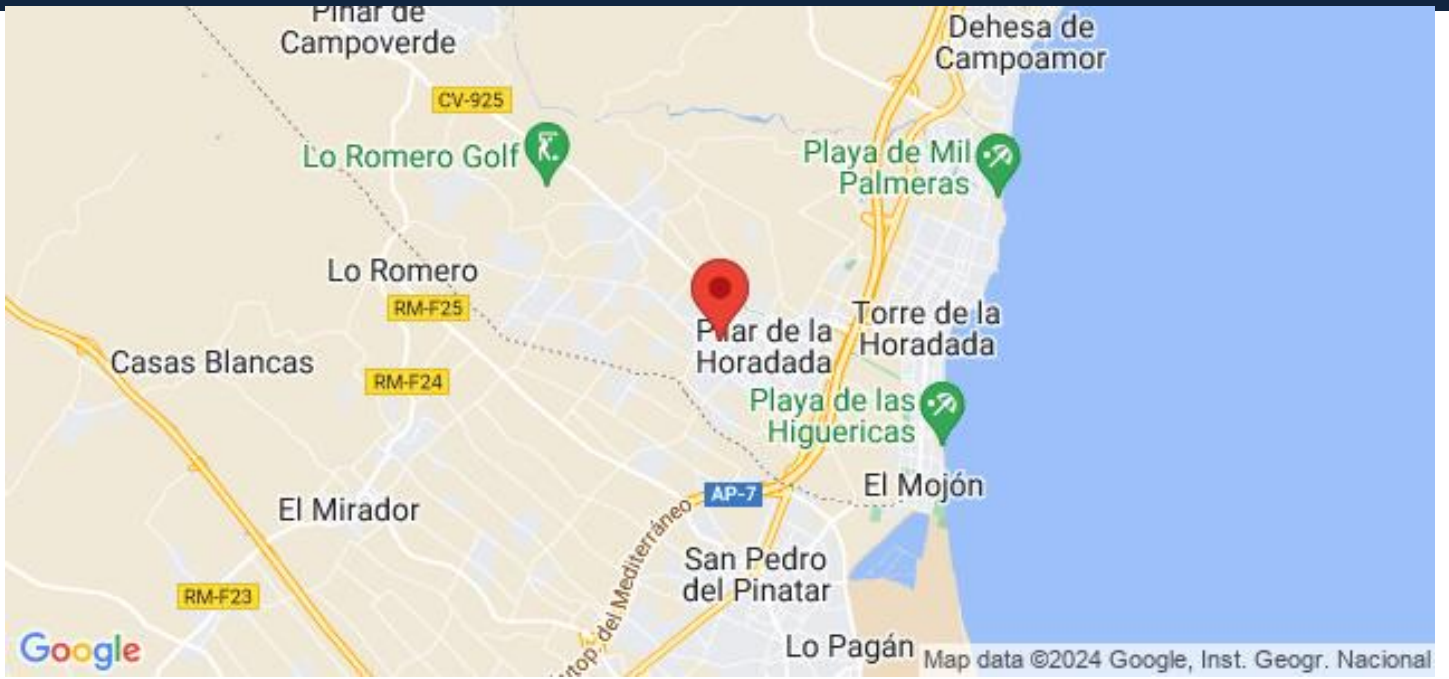 Pinar de
Campoverde
Dehesa de
Campoamor
CV-925
Lo Romero Golf
Playa de Mil
Palmeras
Lo Romero
RM-F25
Pilar de la
Horadada
Torre de la
Horadada
Casas Blancas
RM-F24
Playa de las
Higuericas
El Mojón
AP-7
El Mirador
Autop. del Mediterráneo
San Pedro
del Pinatar
RM-F23
Lo Pagán
Google
Map data ©2024 Google, Inst. Geogr. Nacional